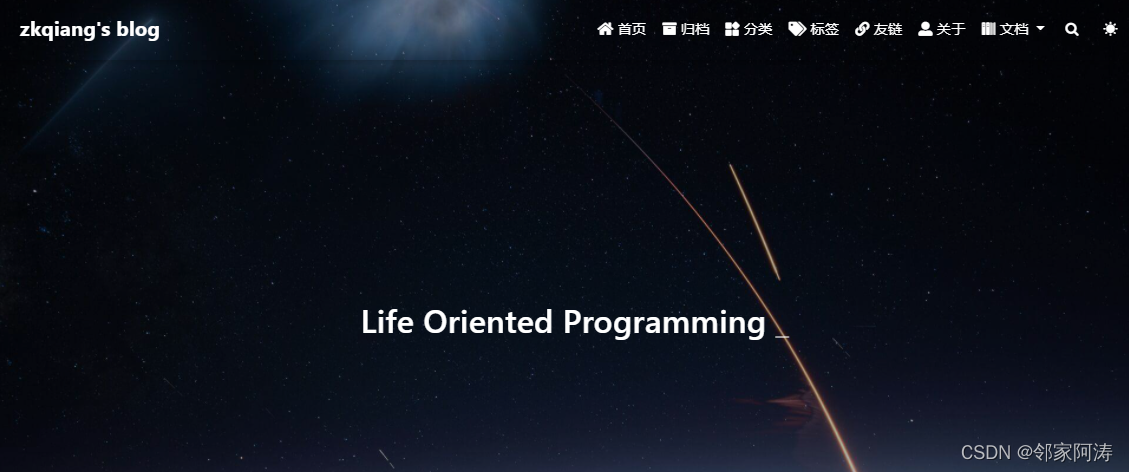 zkqiang's blog 首页 归档 分类 标签 友链 关于 文档
Life Oriented Programming _
CSDN @邻家阿涛